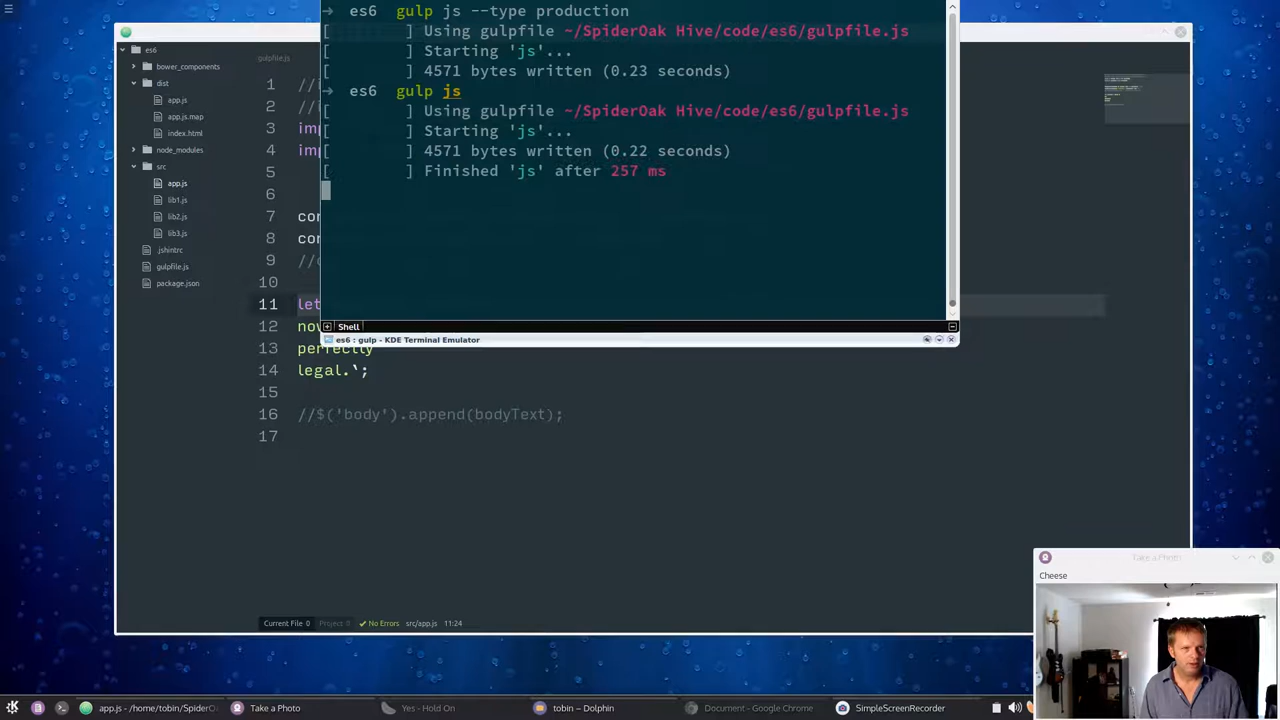 → es6 gulp js --type production
[ ] Using gulpfile ~/SpiderOak Hive/code/es6/gulpfile.js
[ ] Starting 'js'...
[ ] 4571 bytes written (0.23 seconds)
→ es6 gulp js
[ ] Using gulpfile ~/SpiderOak Hive/code/es6/gulpfile.js
[ ] Starting 'js'...
[ ] 4571 bytes written (0.22 seconds)
[ ] Finished 'js' after 257 ms
Shell
es6 : gulp - KDE Terminal Emulator
es6
bower_components
dist
app.js
app.js.map
index.html
node_modules
src
app.js
lib1.js
lib2.js
lib3.js
.jshintrc
gulpfile.js
package.json
gulpfile.js
1 //i
2 //i
3 imp
4 imp
5
6
7 con
8 con
9 //c
10
11 let
12 now
13 perfectly
14 legal.`;
15
16 //$('body').append(bodyText);
17
Current File 0 Project 0 No Errors src/app.js 11:24
Take a Photo
Cheese
app.js - /home/tobin/SpiderO Take a Photo Yes - Hold On tobin – Dolphin Document - Google Chrome SimpleScreenRecorder